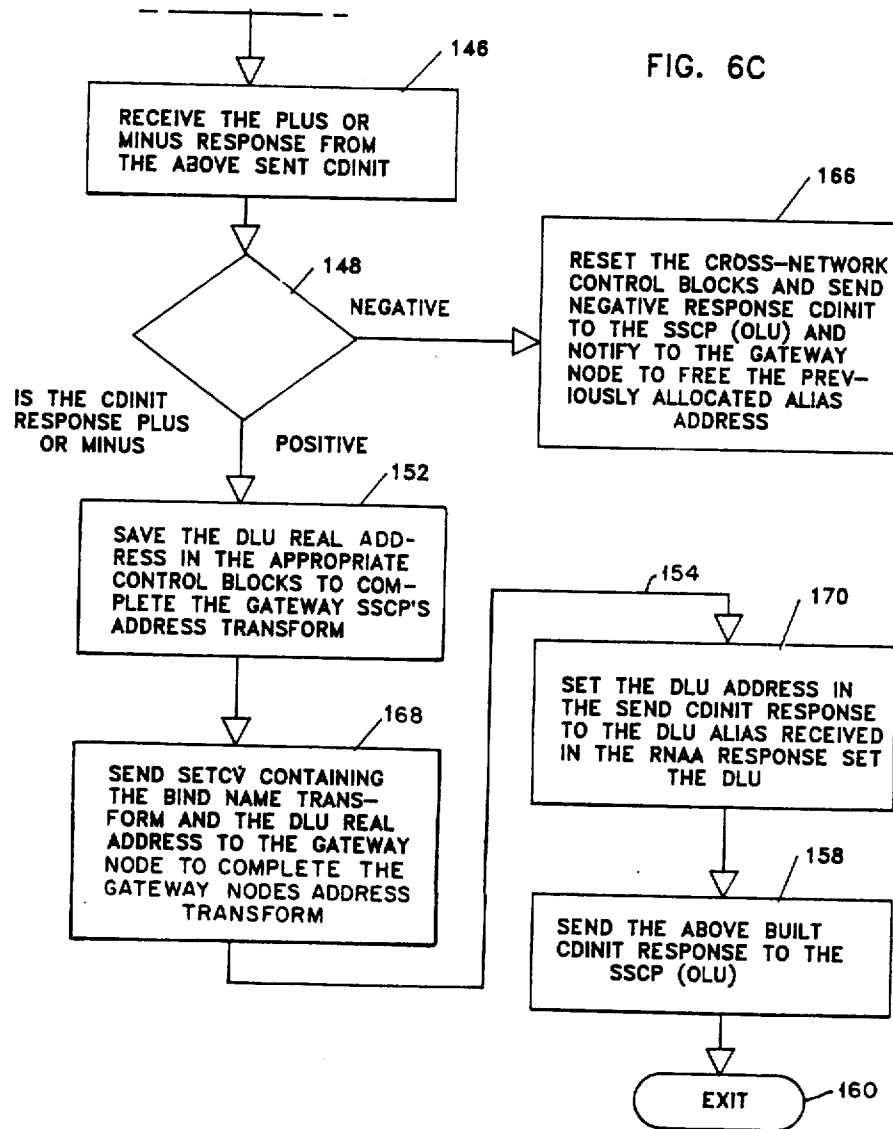 FIG. 6C
146
RECEIVE THE PLUS OR
MINUS RESPONSE FROM
THE ABOVE SENT CDINIT
148
NEGATIVE
IS THE CDINIT
RESPONSE PLUS
OR MINUS
POSITIVE
166
RESET THE CROSS-NETWORK
CONTROL BLOCKS AND SEND
NEGATIVE RESPONSE CDINIT
TO THE SSCP (OLU) AND
NOTIFY TO THE GATEWAY
NODE TO FREE THE PREV-
IOUSLY ALLOCATED ALIAS
ADDRESS
152
SAVE THE DLU REAL ADD-
RESS IN THE APPROPRIATE
CONTROL BLOCKS TO COM-
PLETE THE GATEWAY SSCP'S
ADDRESS TRANSFORM
168
SEND SETCV CONTAINING
THE BIND NAME TRANS-
FORM AND THE DLU REAL
ADDRESS TO THE GATEWAY
NODE TO COMPLETE THE
GATEWAY NODES ADDRESS
TRANSFORM
154
170
SET THE DLU ADDRESS IN
THE SEND CDINIT RESPONSE
TO THE DLU ALIAS RECEIVED
IN THE RNAA RESPONSE SET
THE DLU
158
SEND THE ABOVE BUILT
CDINIT RESPONSE TO THE
SSCP (OLU)
EXIT
160